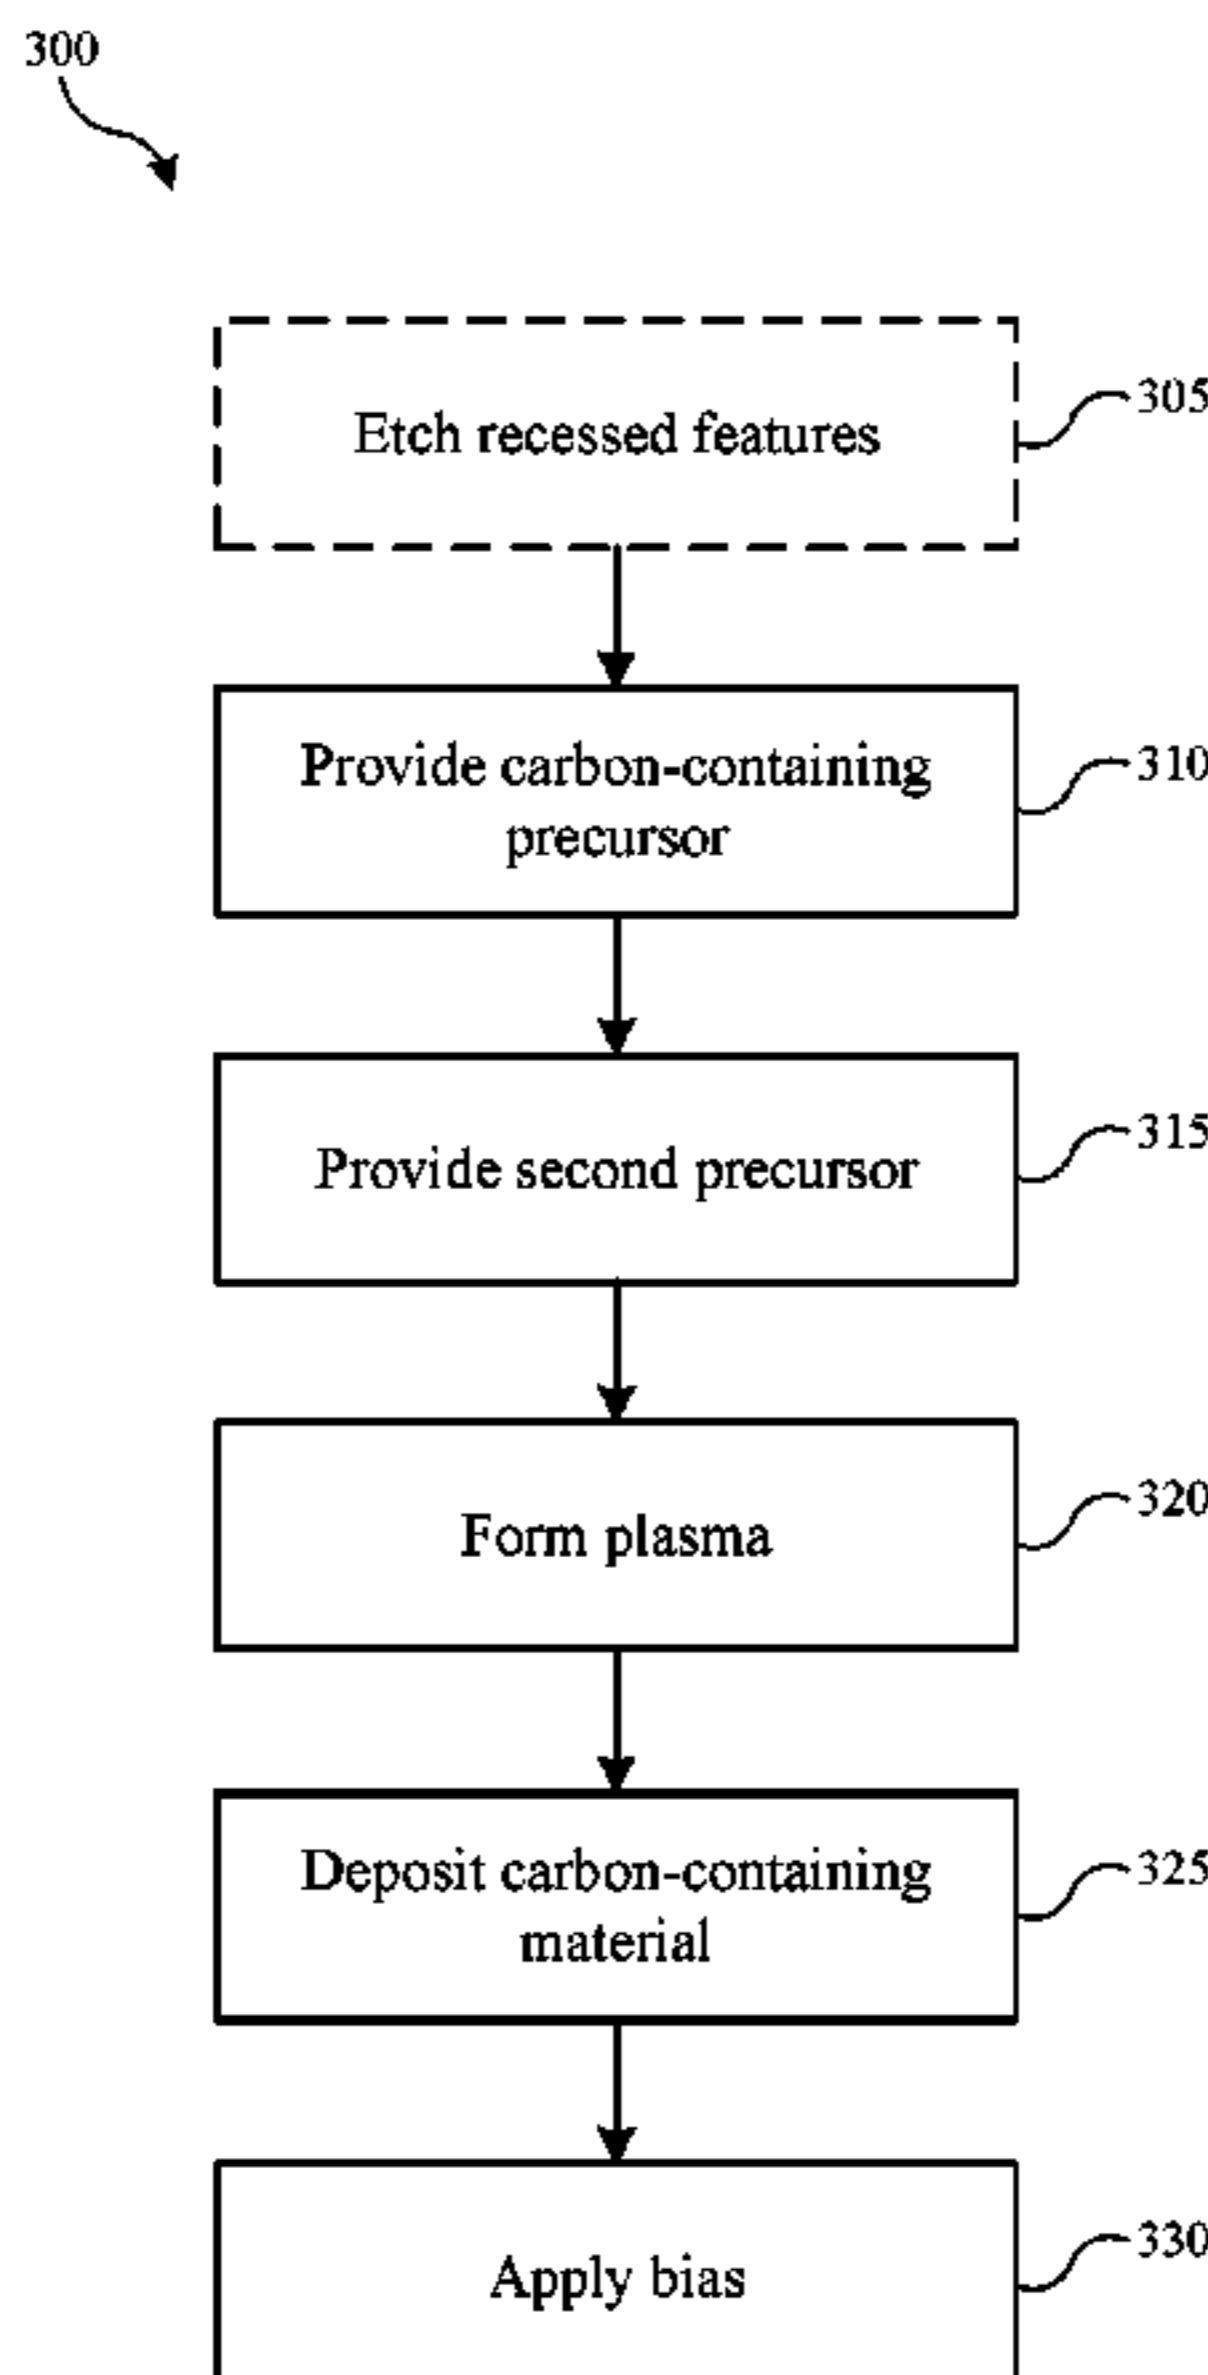 300
Etch recessed features
305
Provide carbon-containing
precursor
310
Provide second precursor
315
Form plasma
320
Deposit carbon-containing
material
325
Apply bias
330